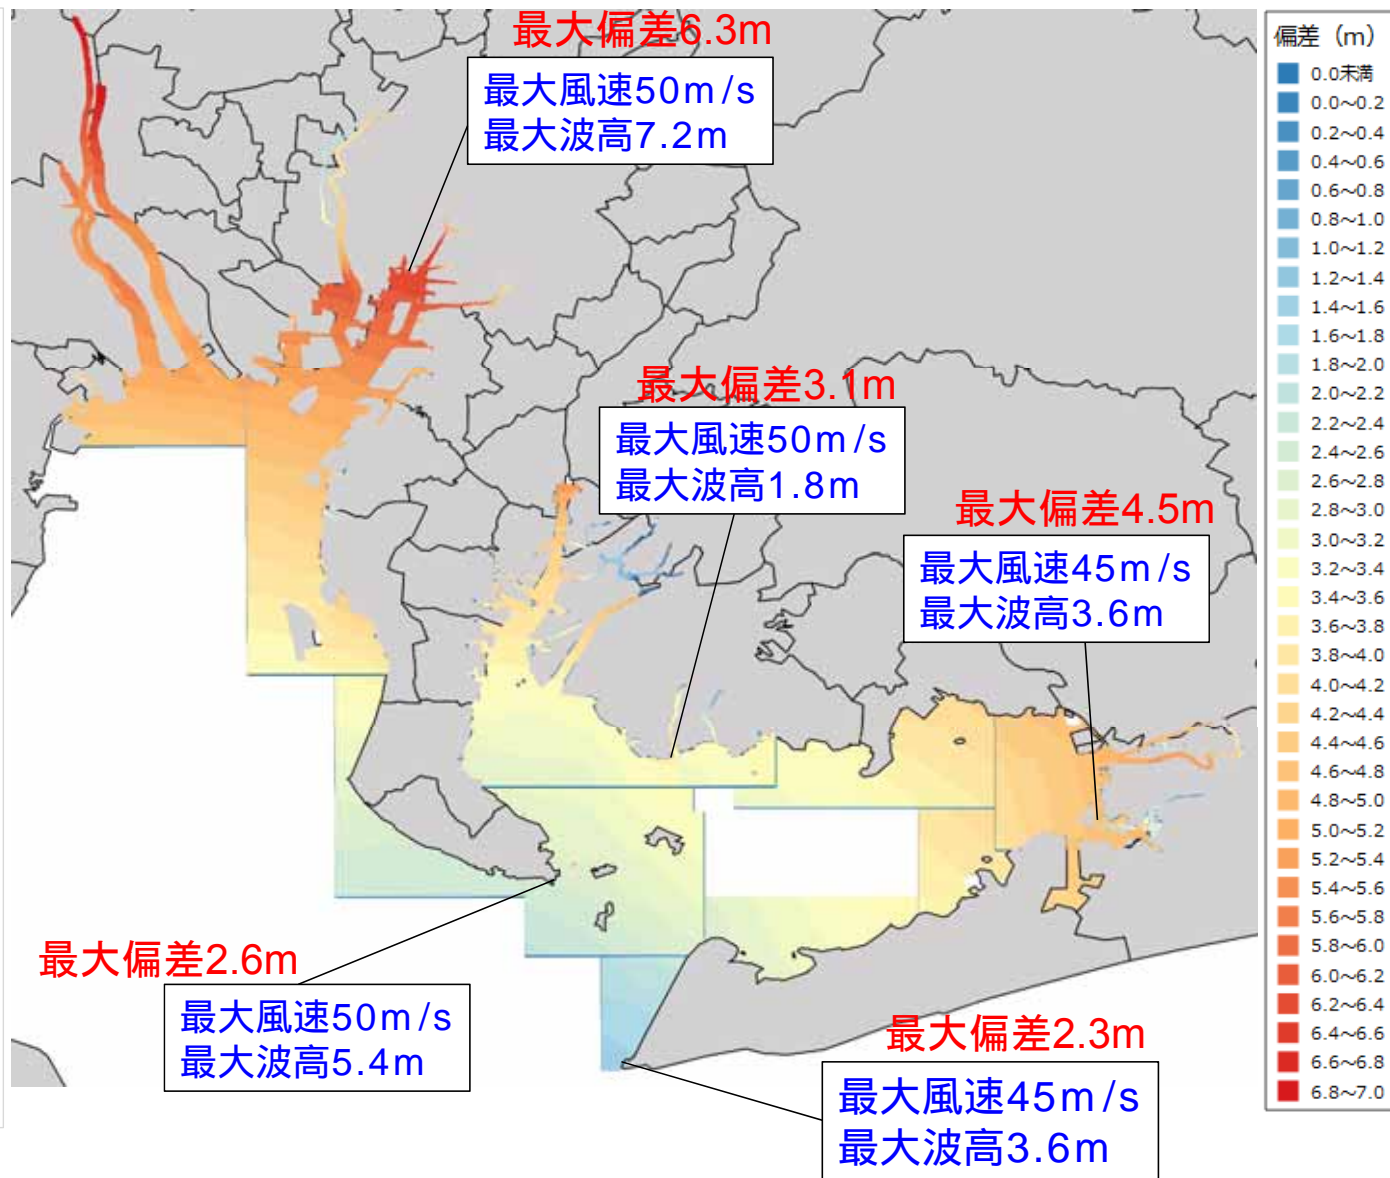 最大偏差6.3m
最大風速50m/s
最大波高7.2m
最大偏差3.1m
最大風速50m/s
最大波高1.8m
最大偏差4.5m
最大風速45m/s
最大波高3.6m
最大偏差2.6m
最大風速50m/s
最大波高5.4m
最大偏差2.3m
最大風速45m/s
最大波高3.6m
偏差（m）
0.0未満
0.0～0.2
0.2～0.4
0.4～0.6
0.6～0.8
0.8～1.0
1.0～1.2
1.2～1.4
1.4～1.6
1.6～1.8
1.8～2.0
2.0～2.2
2.2～2.4
2.4～2.6
2.6～2.8
2.8～3.0
3.0～3.2
3.2～3.4
3.4～3.6
3.6～3.8
3.8～4.0
4.0～4.2
4.2～4.4
4.4～4.6
4.6～4.8
4.8～5.0
5.0～5.2
5.2～5.4
5.4～5.6
5.6～5.8
5.8～6.0
6.0～6.2
6.2～6.4
6.4～6.6
6.6～6.8
6.8～7.0